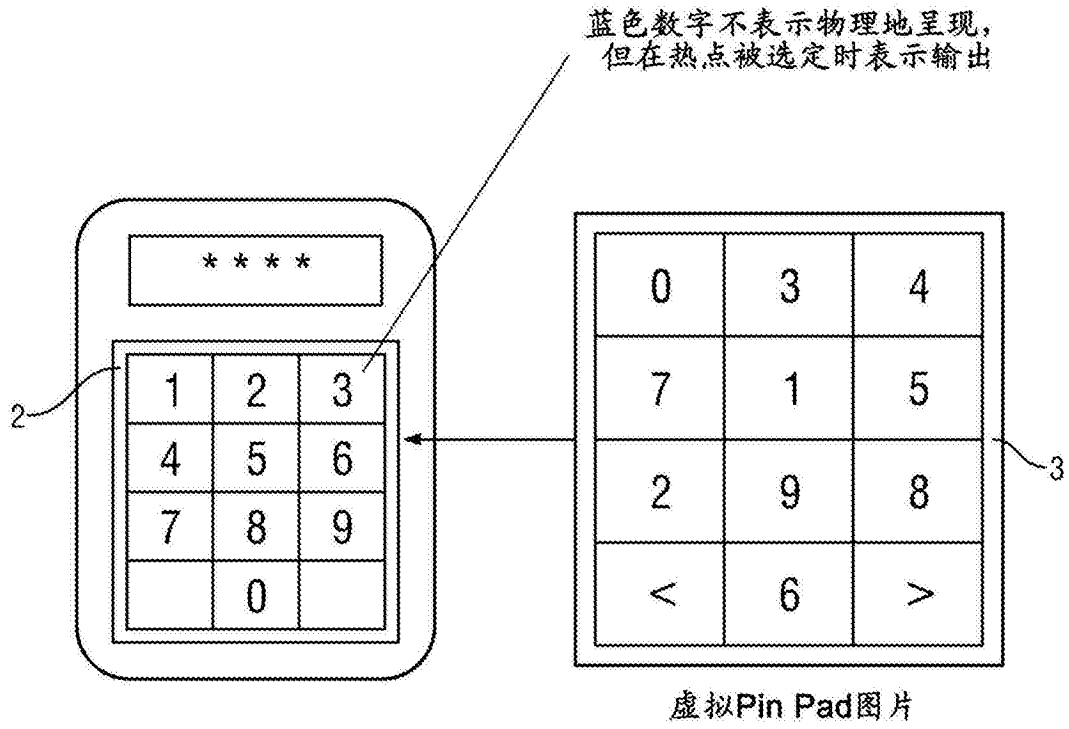 蓝色数字不表示物理地呈现，
但在热点被选定时表示输出
* * * *
1 2 3
4 5 6
7 8 9
0
2
0 3 4
7 1 5
2 9 8
< 6 >
3
虚拟Pin Pad图片